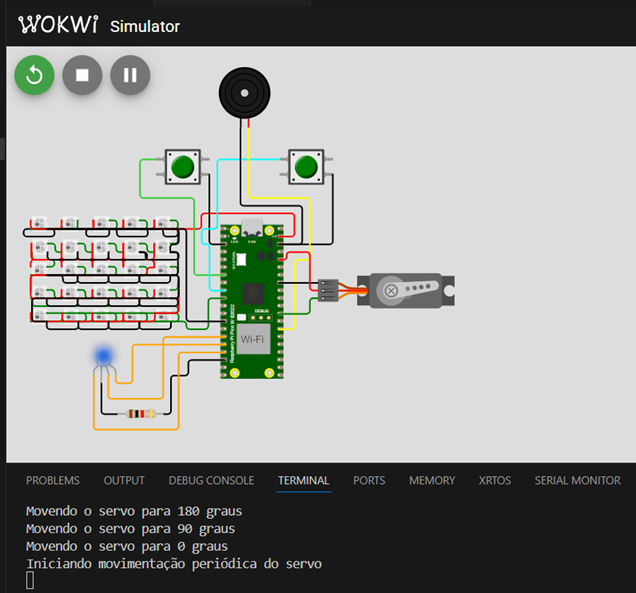 WOKWi Simulator
DEBUG
Raspberry Pi Pico W ©2022
Wi-Fi
PROBLEMS OUTPUT DEBUG CONSOLE TERMINAL PORTS MEMORY XRTOS SERIAL MONITOR
Movendo o servo para 180 graus
Movendo o servo para 90 graus
Movendo o servo para 0 graus
Iniciando movimentação periódica do servo